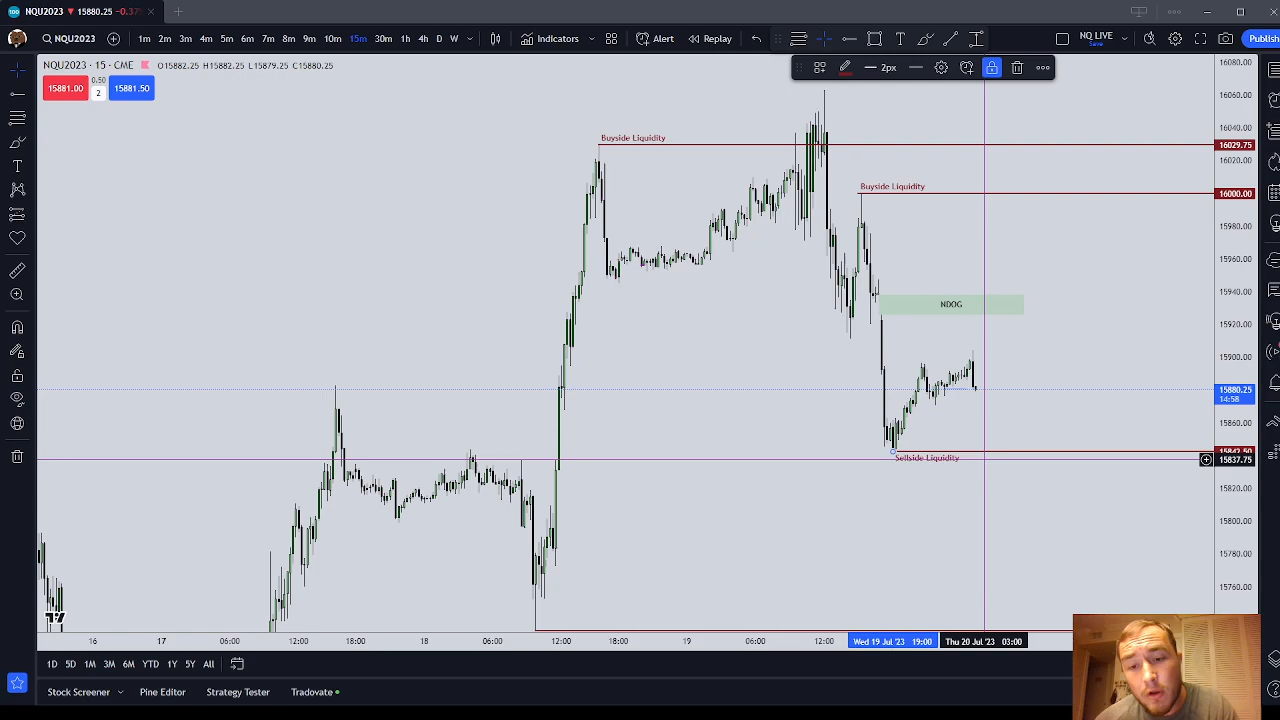 NQU2023 ▼ 15880.25 −0.37
NQU2023 1m 2m 3m 4m 5m 6m 7m 8m 9m 10m 15m 30m 1h 4h D W Indicators Alert Replay NQ LIVE Save Publish
2px
NQU2023 · 15 · CME O15882.25 H15882.25 L15879.25 C15880.25
15881.00 0.50 2 15881.50
16080.00
16060.00
16040.00
Buyside Liquidity
16029.75
16020.00
Buyside Liquidity
16000.00
15980.00
15960.00
15940.00
NDOG
15920.00
15900.00
15880.25
14:58
15860.00
15842.50
Sellside Liquidity
15837.75
15820.00
15800.00
15780.00
15760.00
16 17 06:00 12:00 18:00 18 06:00 12:00 18:00 19 06:00 12:00 Wed 19 Jul '23 19:00 Thu 20 Jul '23 03:00
1D 5D 1M 3M 6M YTD 1Y 5Y All
Stock Screener Pine Editor Strategy Tester Tradovate